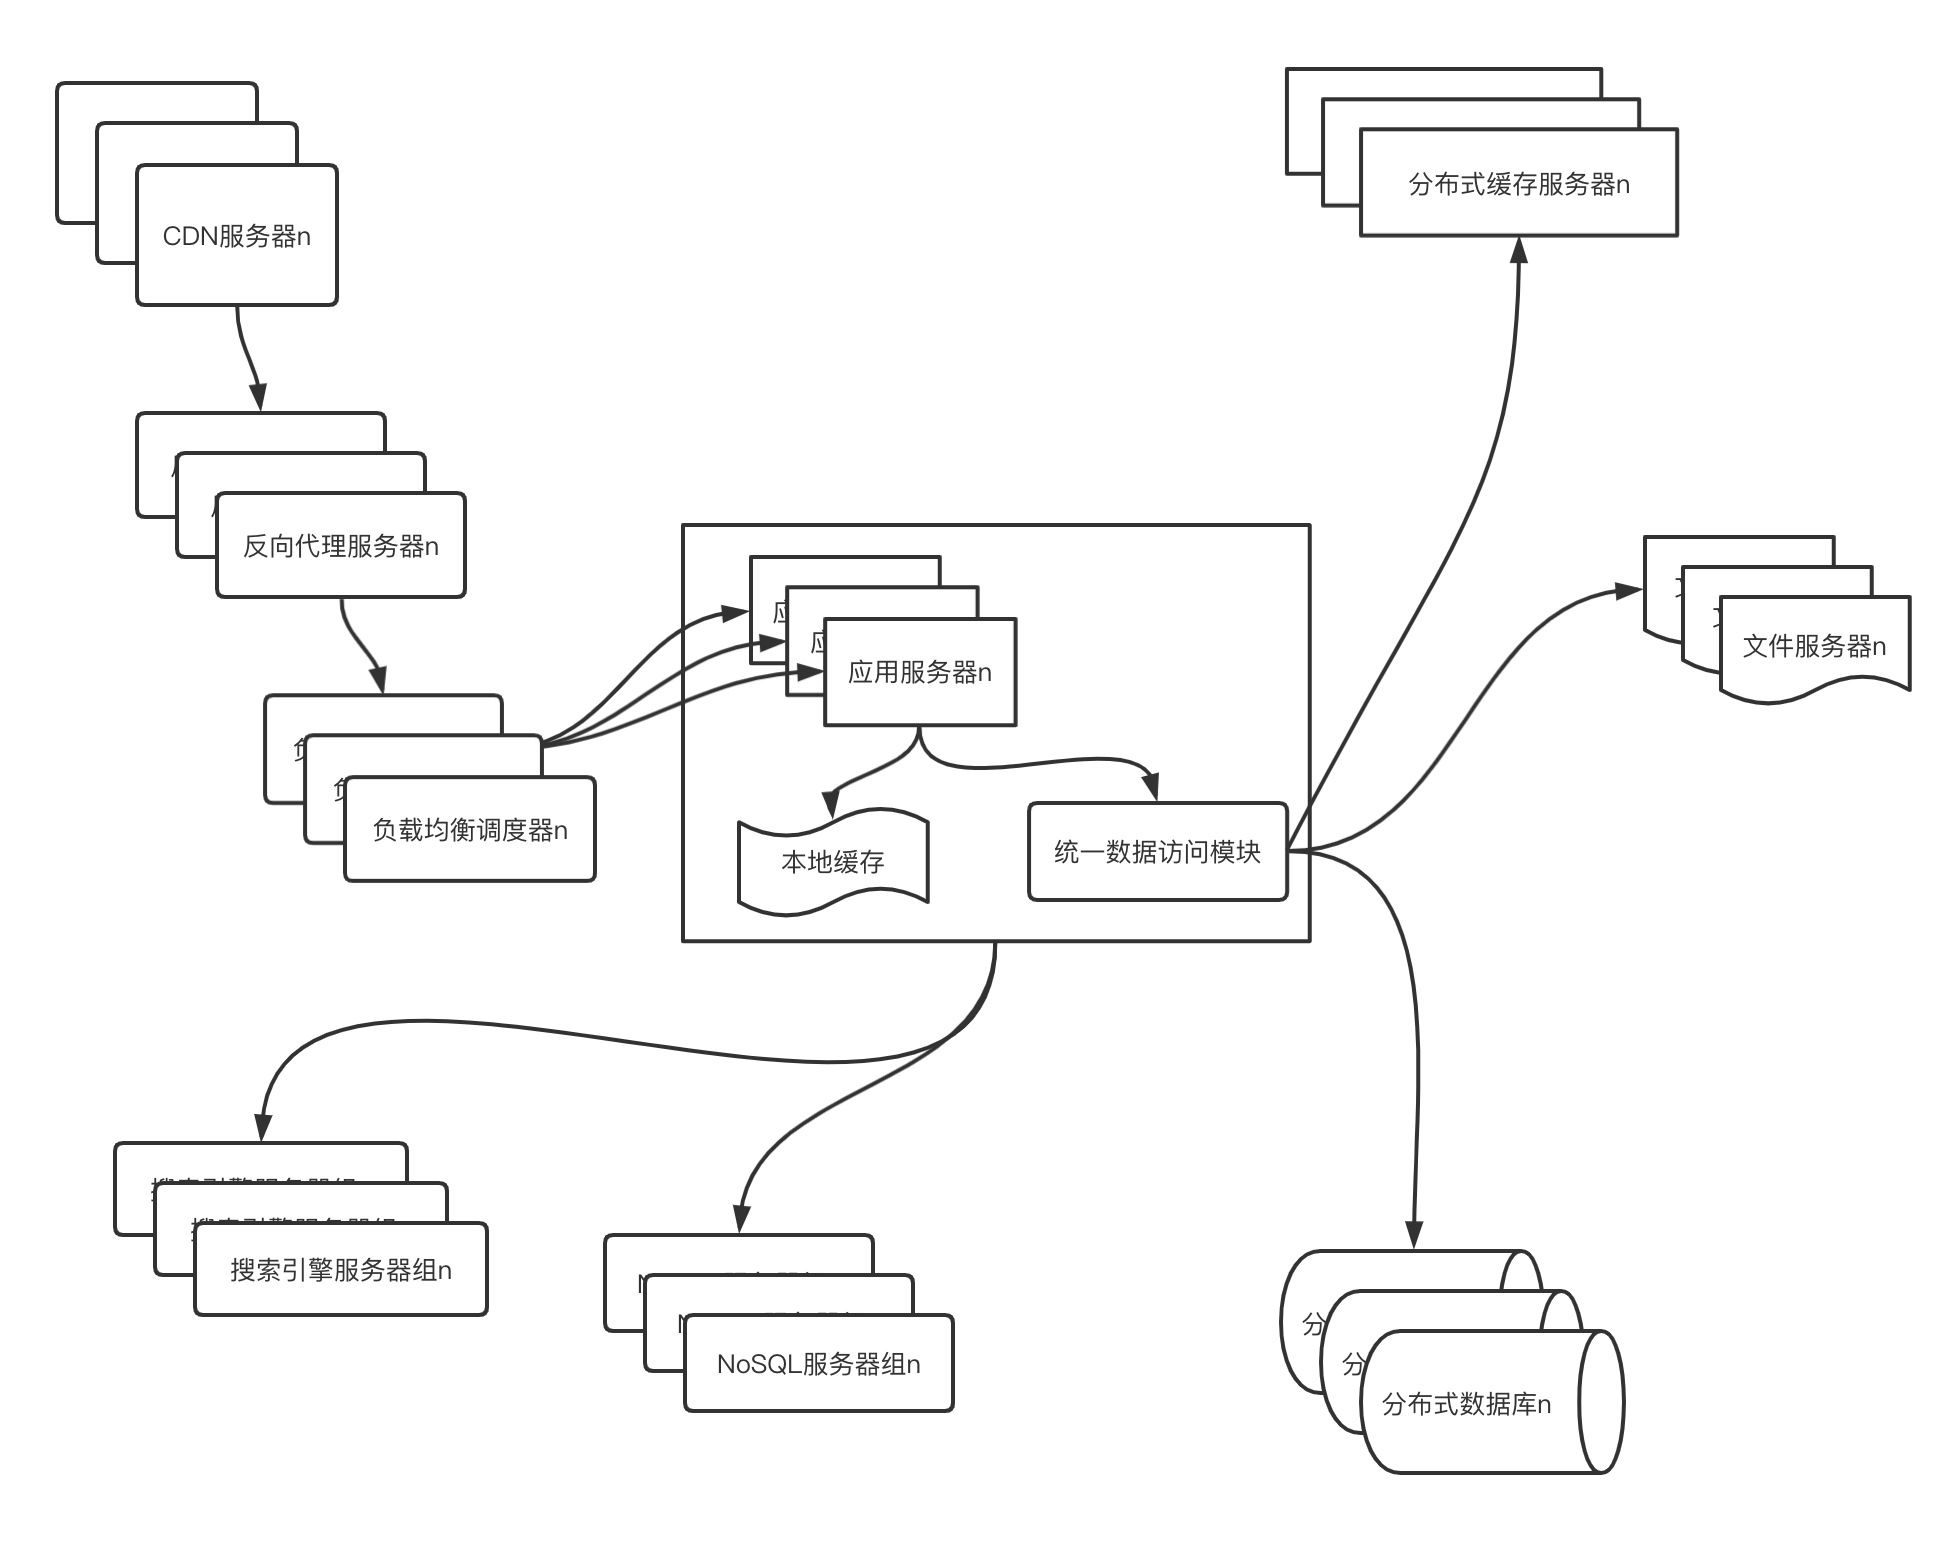 CDN服务器n
分布式缓存服务器n
反向代理服务器n
应用服务器n
文件服务器n
负载均衡调度器n
本地缓存
统一数据访问模块
搜索引擎服务器组n
NoSQL服务器组n
分
分
分布式数据库n